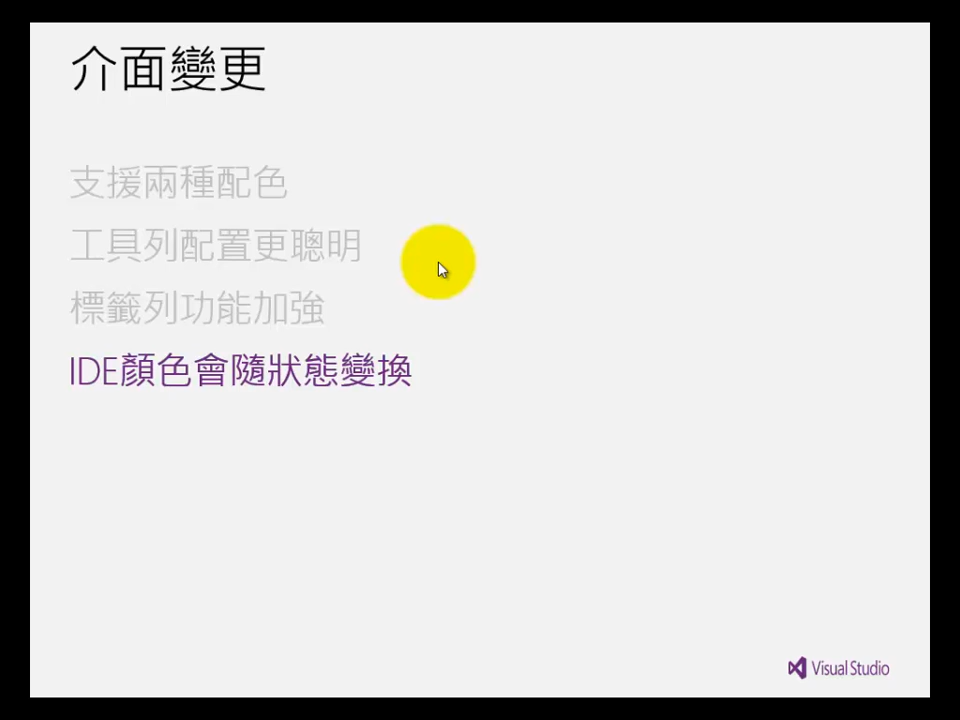 介面變更
支援兩種配色
工具列配置更聰明
標籤列功能加強
IDE顏色會隨狀態變換
Visual Studio